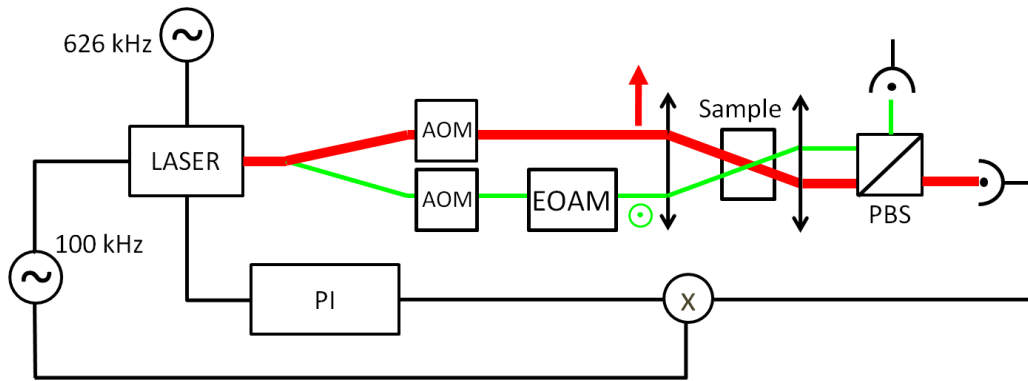 626 kHz
LASER
AOM
Sample
AOM
EOAM
PBS
100 kHz
PI
X